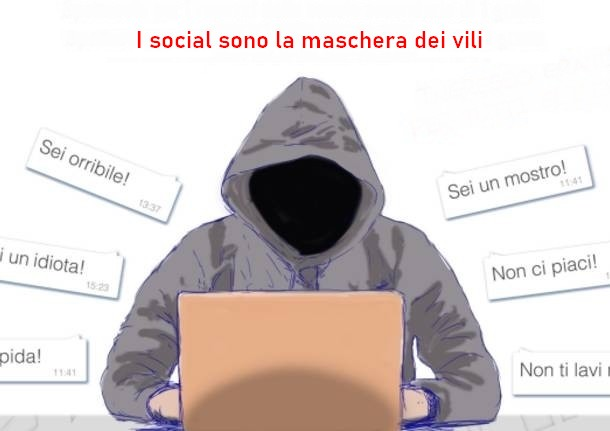 I social sono la maschera dei vili
Sei orribile!
13:37
Sei un mostro!
11:41
i un idiota!
15:23
Non ci piaci!
pida!
11:41
Non ti lavi